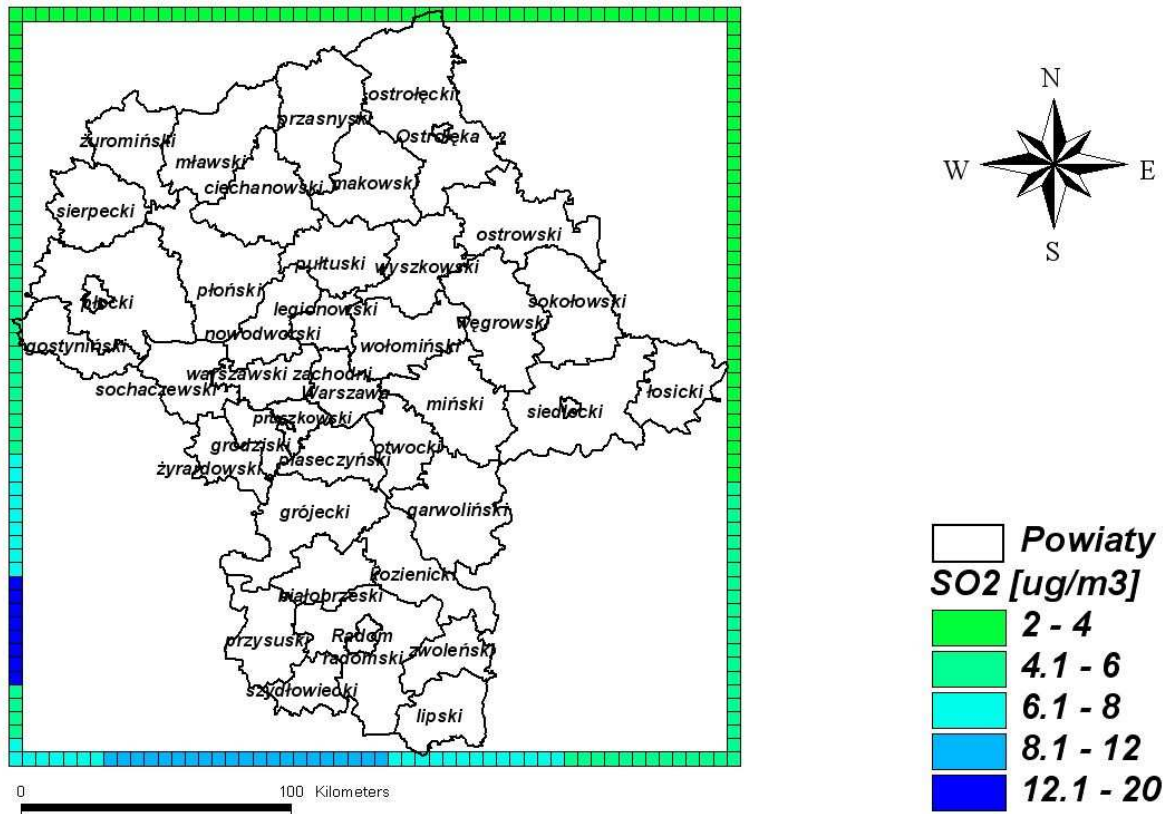 N
W
E
S
ostrołęcki
przasnyski
Ostrołęka
żuromiński
mławski
ciechanowski
makowski
sierpecki
ostrowski
pułtuski
wyszkowski
płoński
płocki
sokołowski
legionowski
węgrowski
nowodworski
gostyniński
wołomiński
warszawski zachodni
sochaczewski
Warszawa
miński
łosicki
siedlecki
pruszkowski
grodziski
otwocki
piaseczyński
żyrardowski
grójecki
garwoliński
kozienicki
białobrzeski
przysuski
Radom
radomski
zwoleński
szydłowiecki
lipski
Powiaty
SO2 [ug/m3]
2 - 4
4.1 - 6
6.1 - 8
8.1 - 12
12.1 - 20
0
100 Kilometers